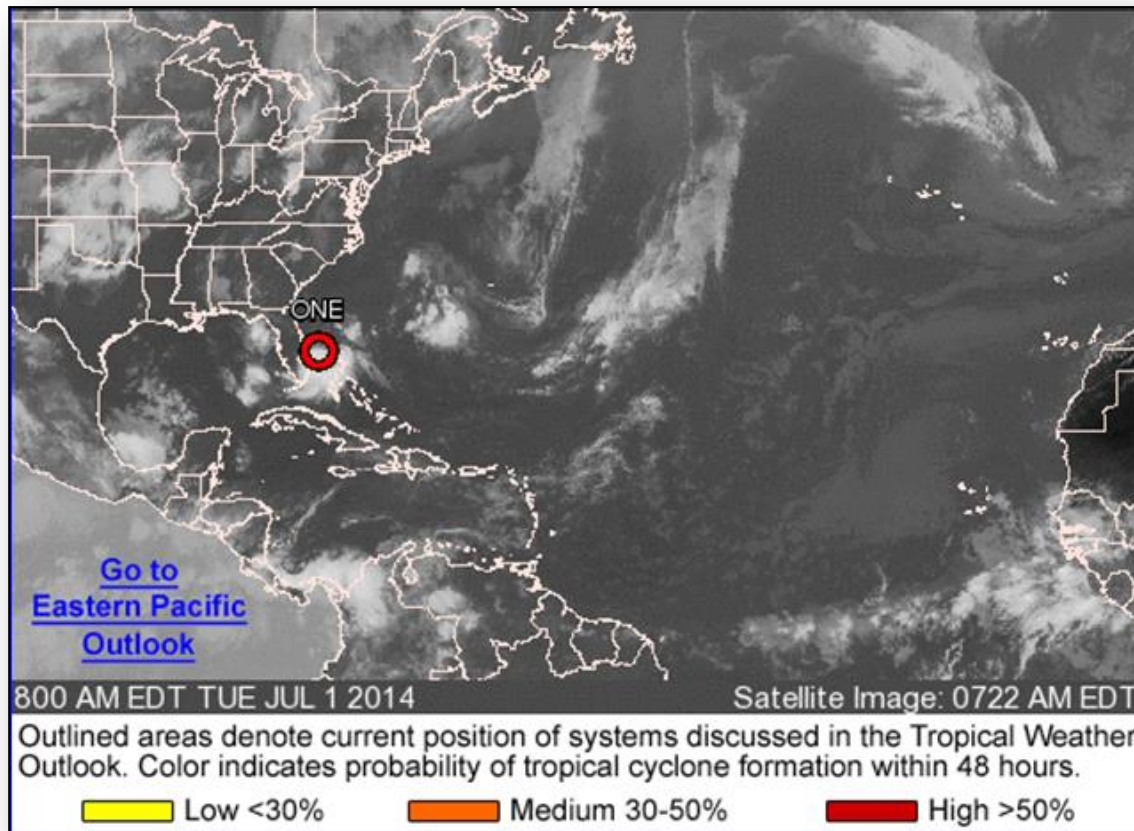 ONE
Go to
Eastern Pacific
Outlook
800 AM EDT TUE JUL 1 2014
Satellite Image: 0722 AM EDT
Outlined areas denote current position of systems discussed in the Tropical Weather
Outlook. Color indicates probability of tropical cyclone formation within 48 hours.
Low <30%
Medium 30-50%
High >50%